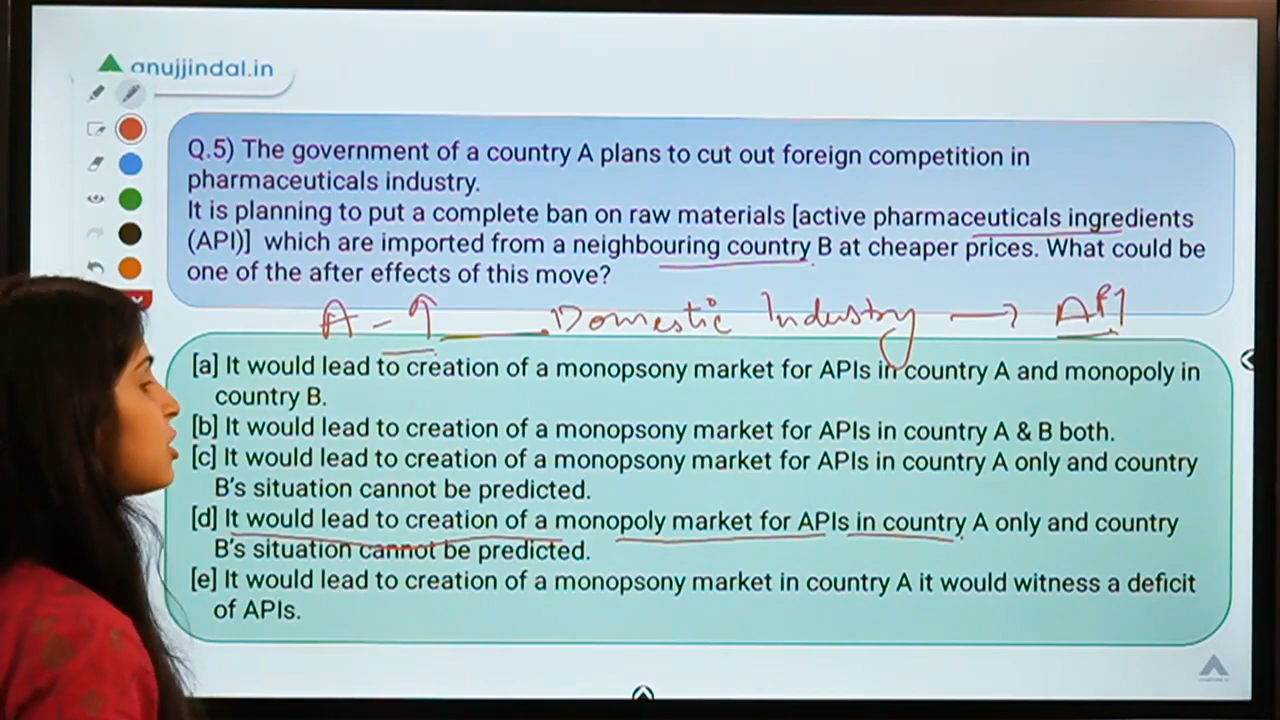 anujjindal.in
Q.5) The government of a country A plans to cut out foreign competition in
pharmaceuticals industry.
It is planning to put a complete ban on raw materials [active pharmaceuticals ingredients
(API)] which are imported from a neighbouring country B at cheaper prices. What could be
one of the after effects of this move?
A - ↑ Domestic Industry → API
[a] It would lead to creation of a monopsony market for APIs in country A and monopoly in
country B.
[b] It would lead to creation of a monopsony market for APIs in country A & B both.
[c] It would lead to creation of a monopsony market for APIs in country A only and country
B's situation cannot be predicted.
[d] It would lead to creation of a monopoly market for APIs in country A only and country
B's situation cannot be predicted.
[e] It would lead to creation of a monopsony market in country A it would witness a deficit
of APIs.